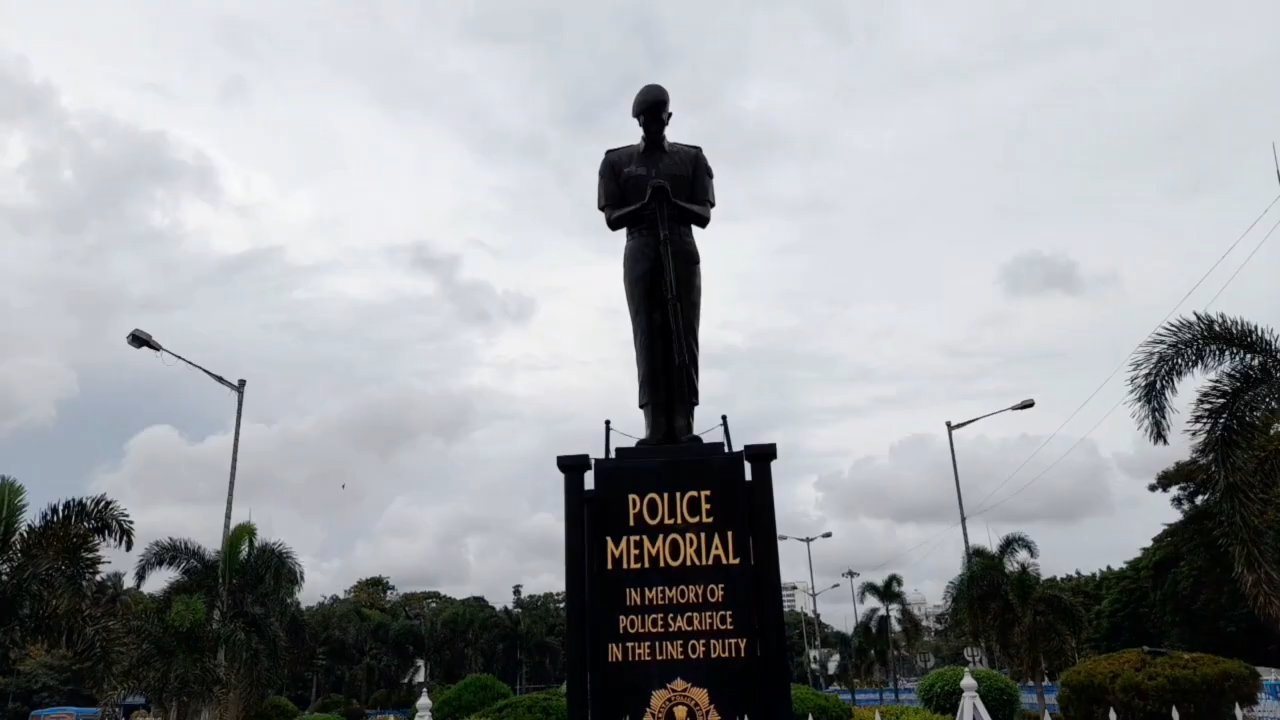 POLICE
MEMORIAL
IN MEMORY OF
POLICE SACRIFICE
IN THE LINE OF DUTY